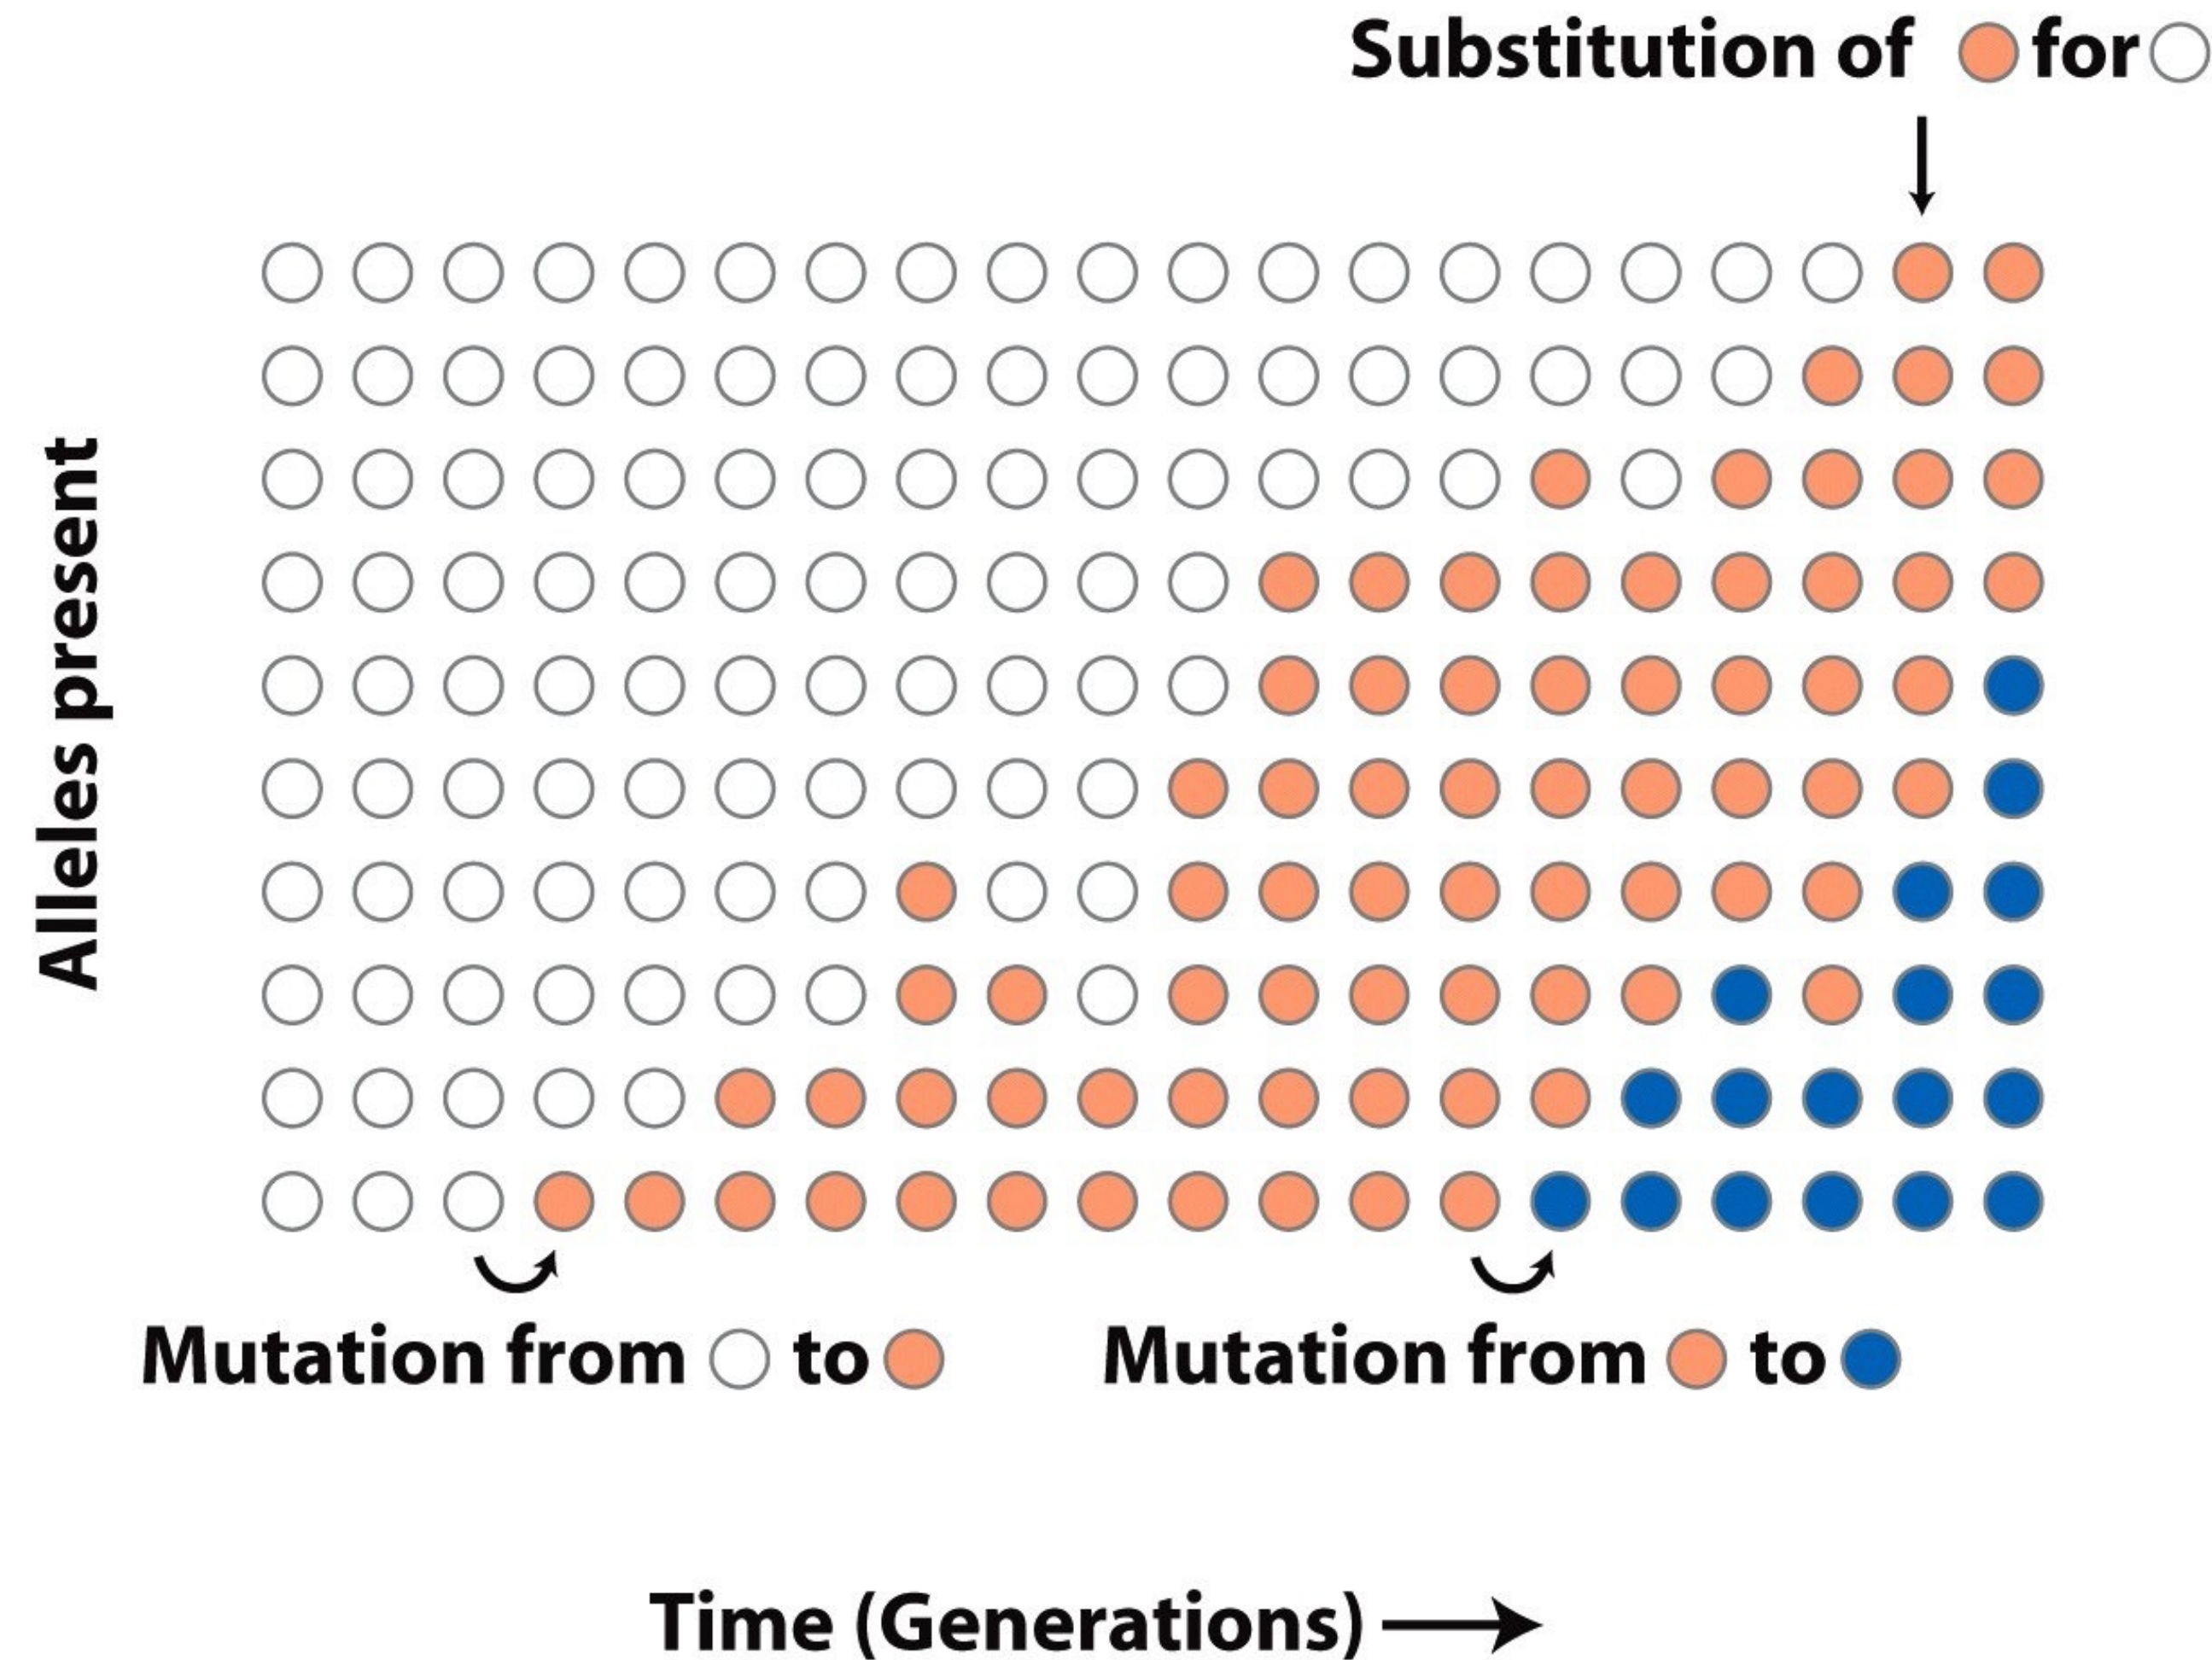 Substitution of for
Alleles present
Mutation from to
Mutation from to
Time (Generations)